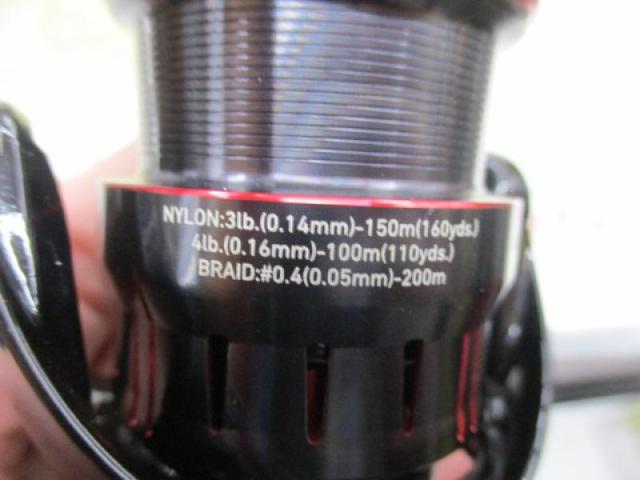 NYLON:3lb.(0.14mm)-150m(160yds.)
4lb.(0.16mm)-100m(110yds.)
BRAID:#0.4(0.05mm)-200m